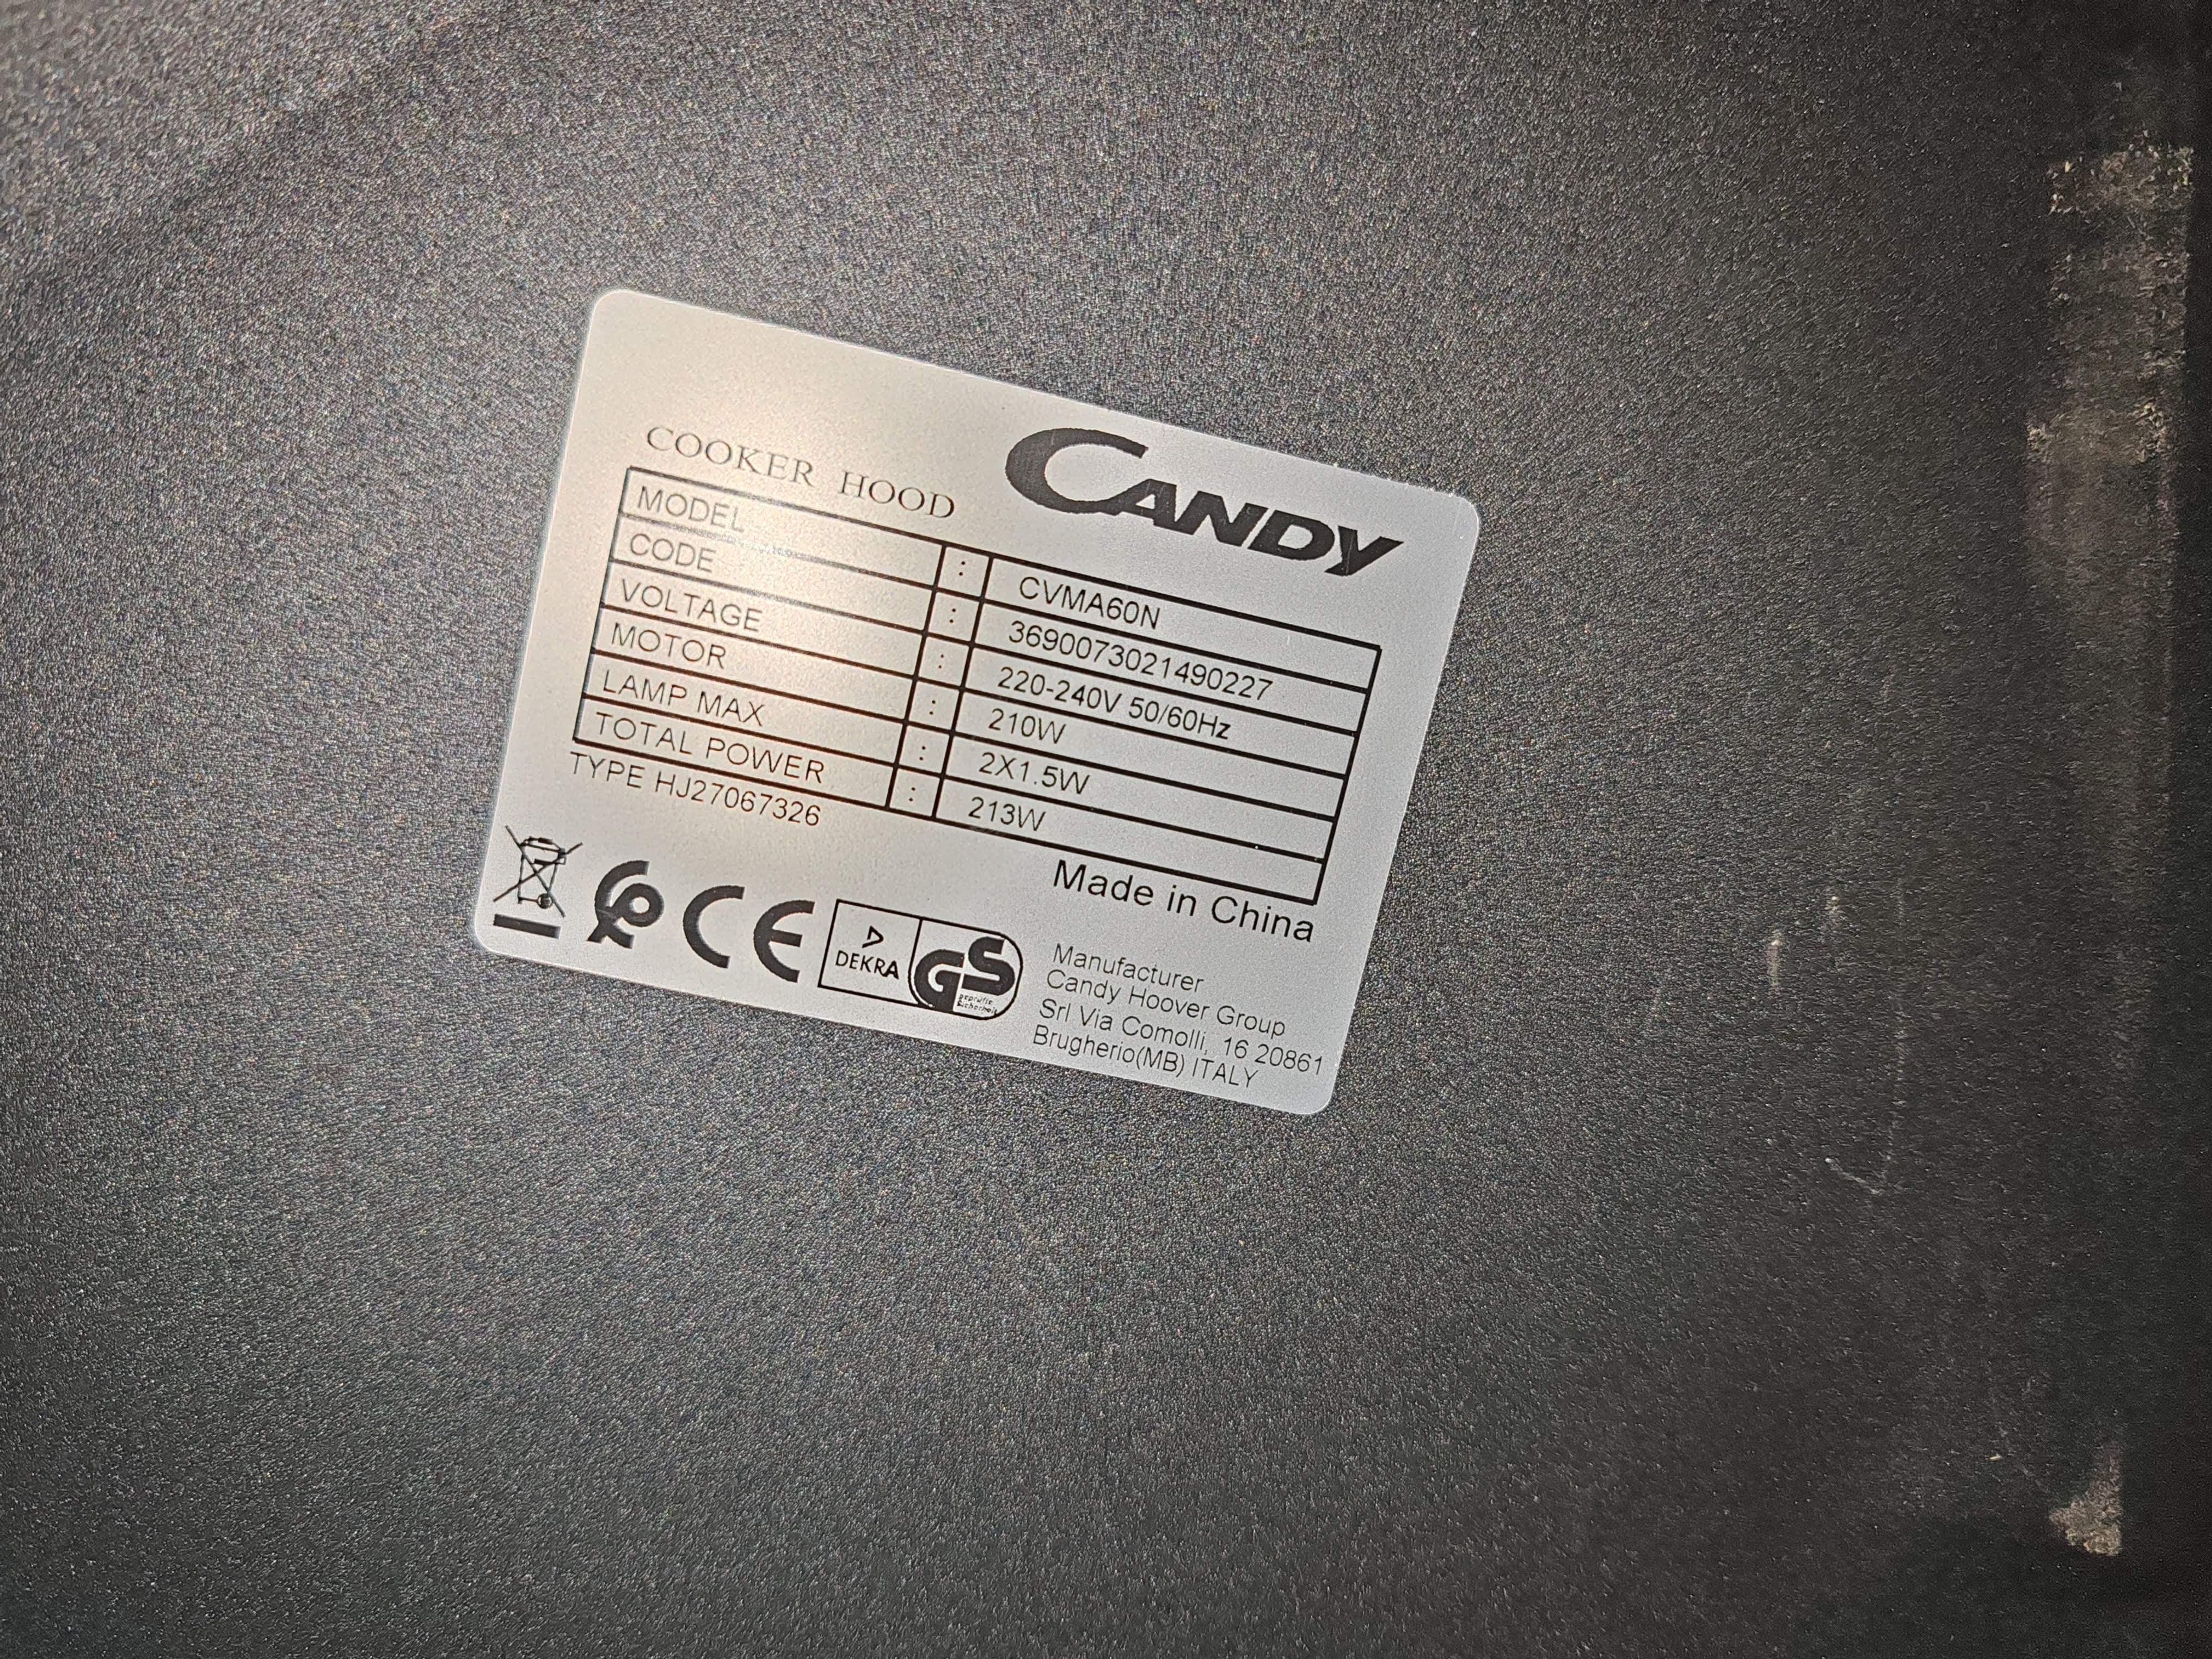 CANDY
COOKER HOOD
MODEL : CVMA60N
CODE : 3690073021490227
VOLTAGE : 220-240V 50/60Hz
MOTOR : 210W
LAMP MAX : 2X1.5W
TOTAL POWER : 213W
TYPE HJ27067326
Made in China
CE
DEKRA
GS
geprüfte
Sicherheit
Manufacturer
Candy Hoover Group
Srl Via Comolli, 16 20861
Brugherio(MB) ITALY